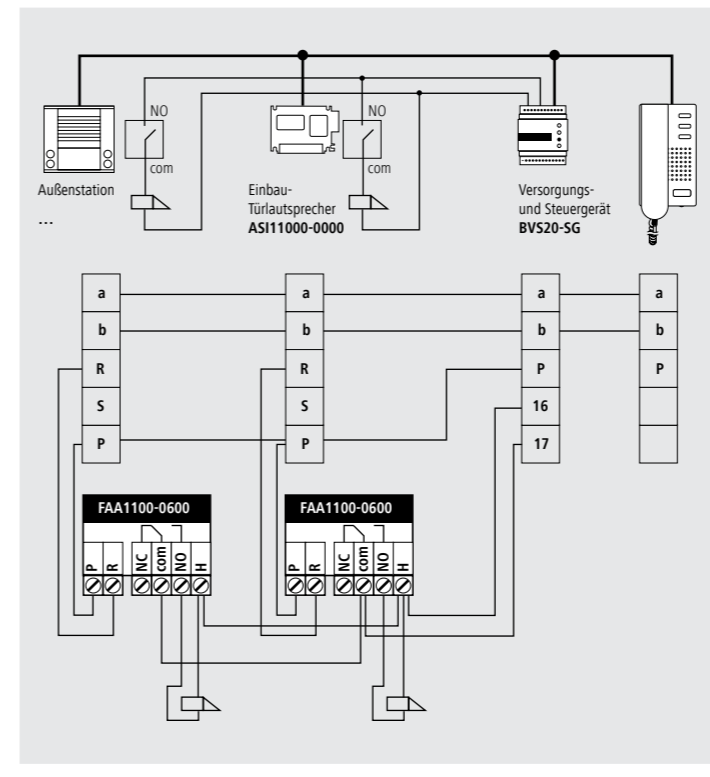 NO
com
NO
com
Außenstation
...
Einbau-
Türlautsprecher
ASI11000-0000
Versorgungs-
und Steuergerät
BVS20-SG
a a a a
b b b b
R R P P
S S 16
P P 17
FAA1100-0600 FAA1100-0600
P R NC com NO H P R NC com NO H